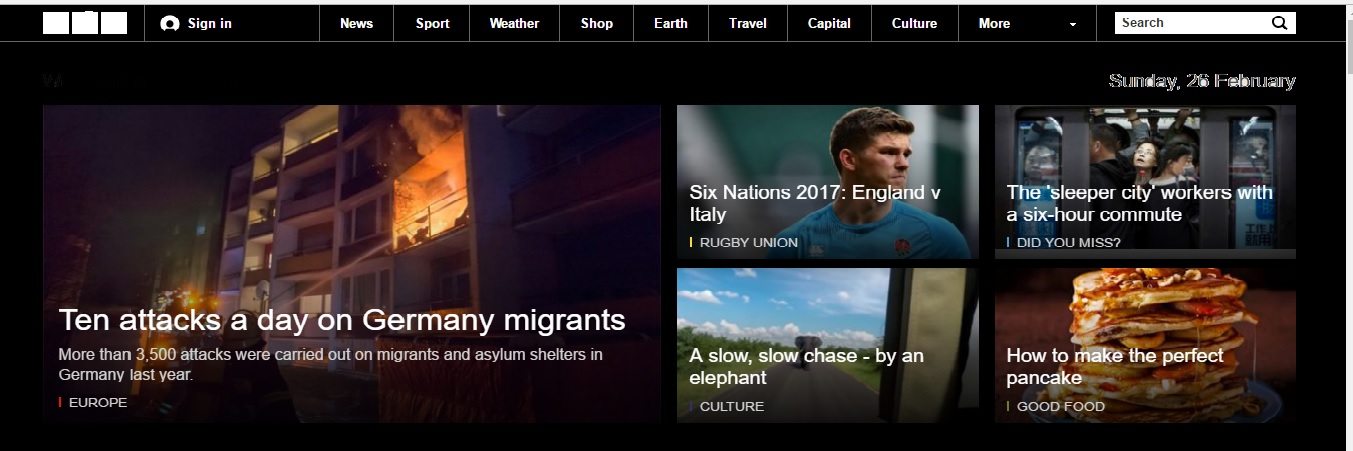 Sign in
News
Sport
Weather
Shop
Earth
Travel
Capital
Culture
More
Search
Sunday, 26 February
Ten attacks a day on Germany migrants
More than 3,500 attacks were carried out on migrants and asylum shelters in
Germany last year.
EUROPE
Six Nations 2017: England v
Italy
RUGBY UNION
The 'sleeper city' workers with
a six-hour commute
DID YOU MISS?
A slow, slow chase - by an
elephant
CULTURE
How to make the perfect
pancake
GOOD FOOD